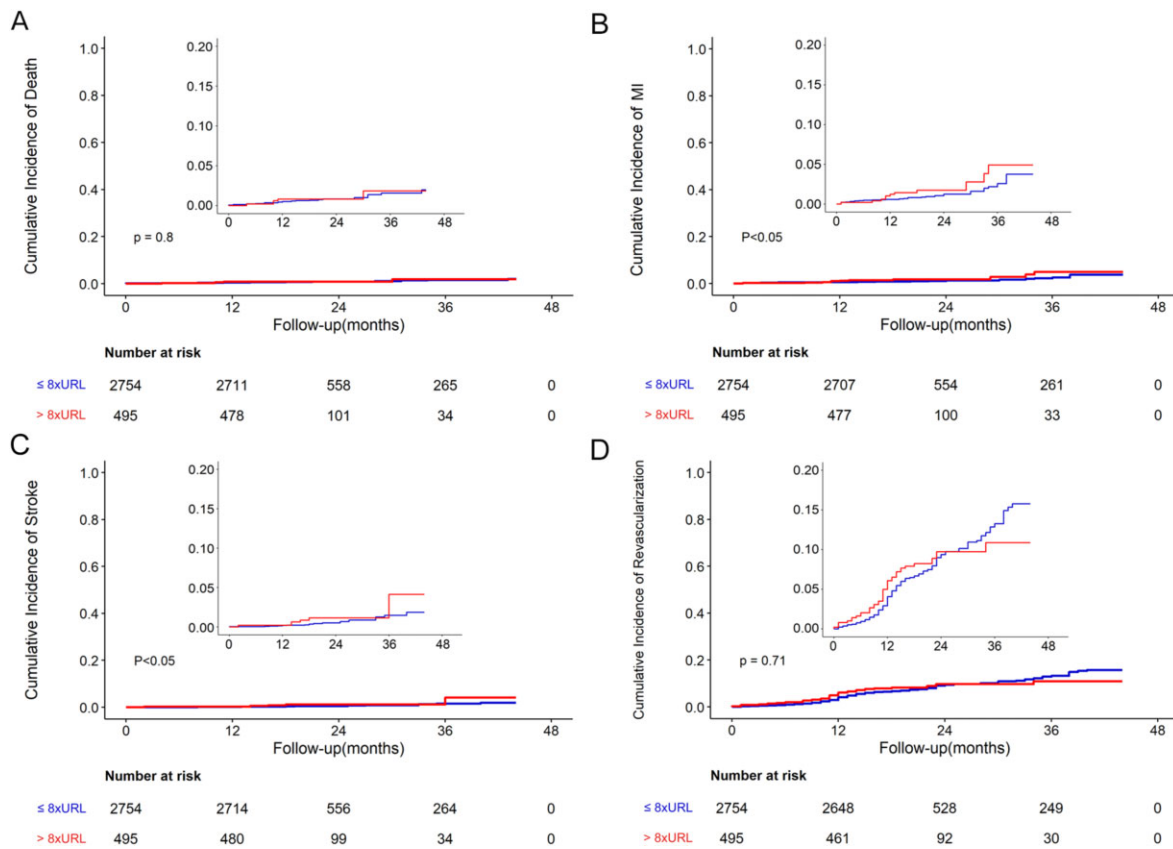 A
Cumulative Incidence of Death
1.0
0.8
0.6
0.4
0.2
0.0
0.20
0.15
0.10
0.05
0.00
0 12 24 36 48
p = 0.8
0 12 24 36 48
Follow-up(months)
Number at risk
≤ 8xURL 2754 2711 558 265 0
> 8xURL 495 478 101 34 0
B
Cumulative Incidence of MI
1.0
0.8
0.6
0.4
0.2
0.0
0.20
0.15
0.10
0.05
0.00
0 12 24 36 48
P<0.05
0 12 24 36 48
Follow-up(months)
Number at risk
≤ 8xURL 2754 2707 554 261 0
> 8xURL 495 477 100 33 0
C
Cumulative Incidence of Stroke
1.0
0.8
0.6
0.4
0.2
0.0
0.20
0.15
0.10
0.05
0.00
0 12 24 36 48
P<0.05
0 12 24 36 48
Follow-up(months)
Number at risk
≤ 8xURL 2754 2714 556 264 0
> 8xURL 495 480 99 34 0
D
Cumulative Incidence of Revascularization
1.0
0.8
0.6
0.4
0.2
0.0
0.20
0.15
0.10
0.05
0.00
0 12 24 36 48
p = 0.71
0 12 24 36 48
Follow-up(months)
Number at risk
≤ 8xURL 2754 2648 528 249 0
> 8xURL 495 461 92 30 0